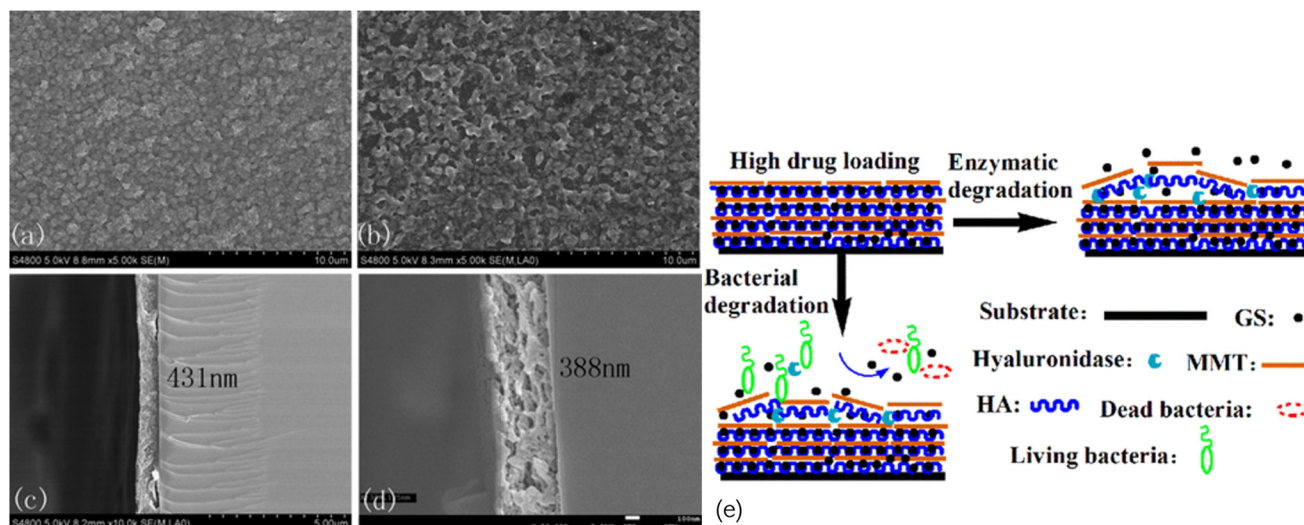 (a)
S4800 5.0kV 8.8mm x5.00k SE(M)
10.0um
(b)
S4800 5.0kV 8.3mm x5.00k SE(M,LA0)
10.0um
431nm
(c)
S4800 5.0kV 8.2mm x10.0k SE(M,LA0)
5.00um
388nm
(d)
100nm
High drug loading
Enzymatic
degradation
Bacterial
degradation
Substrate:
GS:
Hyaluronidase:
MMT:
HA:
Dead bacteria:
Living bacteria:
(e)